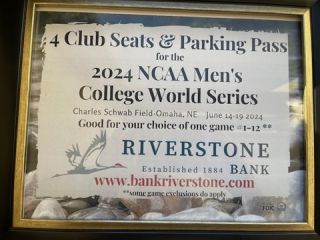 4 Club Seats & Parking Pass
for the
2024 NCAA Men's
College World Series
Charles Schwab Field-Omaha, NE June 14-19 2024
Good for your choice of one game #1-12 **
RIVERSTONE
Established 1884 BANK
www.bankriverstone.com
**some game exclusions do apply
FDIC